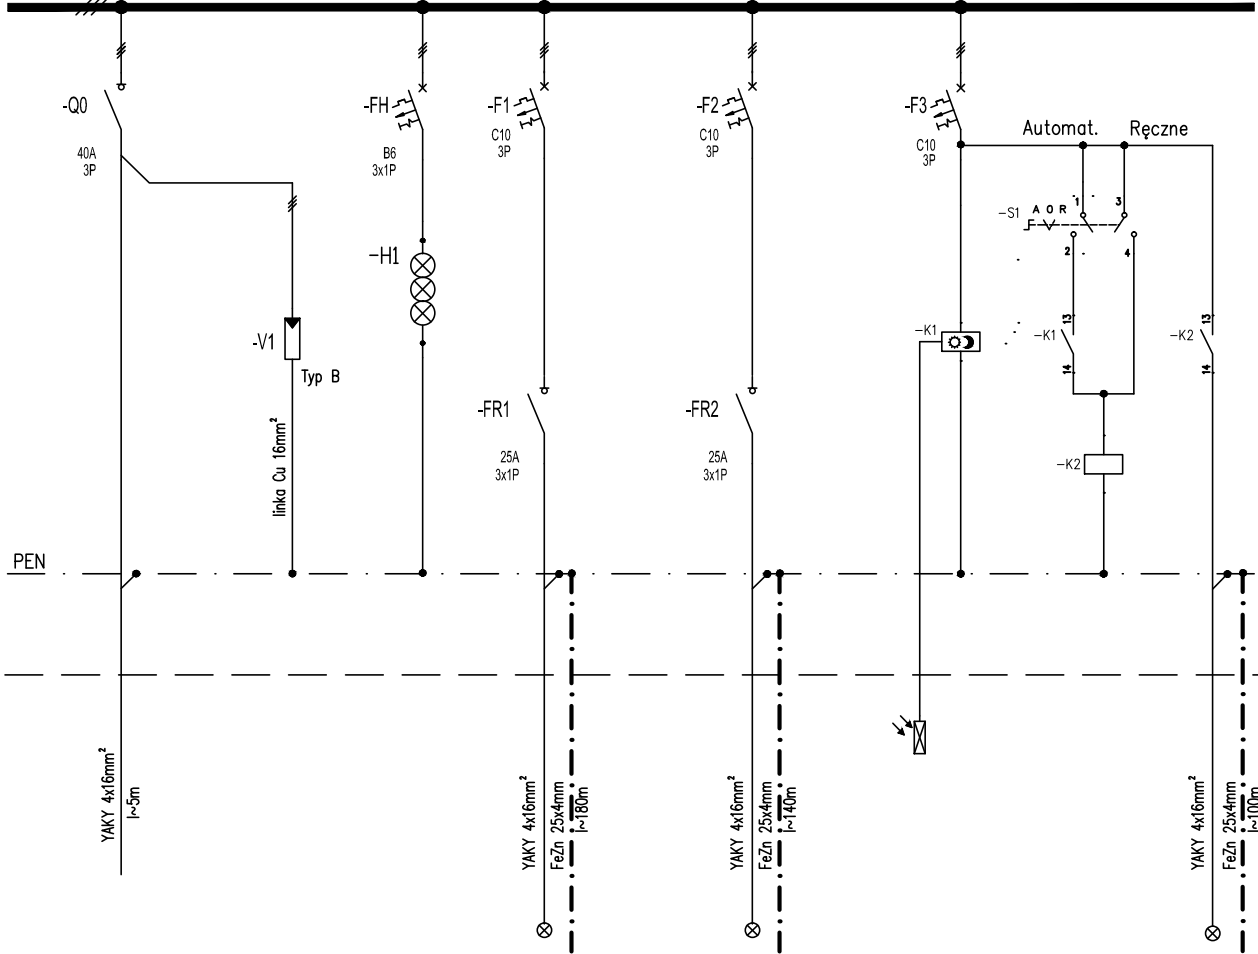 -Q0
40A
3P
-V1
Typ B
linka Cu 16mm²
-FH
B6
3x1P
-H1
-F1
C10
3P
-FR1
25A
3x1P
-F2
C10
3P
-FR2
25A
3x1P
-F3
C10
3P
Automat.
Ręczne
-S1
A O R
1
3
2
4
-K1
-K1
13
14
-K2
-K2
13
14
PEN
YAKY 4x16mm²
l~5m
YAKY 4x16mm²
FeZn 25x4mm
l~180m
YAKY 4x16mm²
FeZn 25x4mm
l~140m
YAKY 4x16mm²
FeZn 25x4mm
l~100m